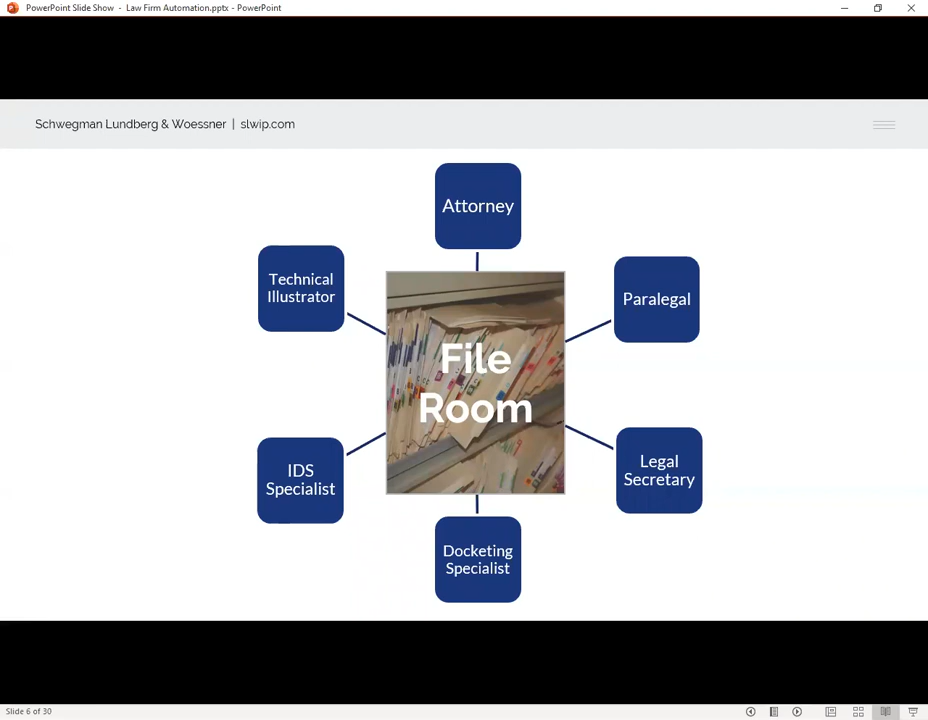 PowerPoint Slide Show - Law Firm Automation.pptx - PowerPoint
Schwegman Lundberg & Woessner | slwip.com
Attorney
Technical
Illustrator
Paralegal
File
Room
IDS
Specialist
Legal
Secretary
Docketing
Specialist
Slide 6 of 30